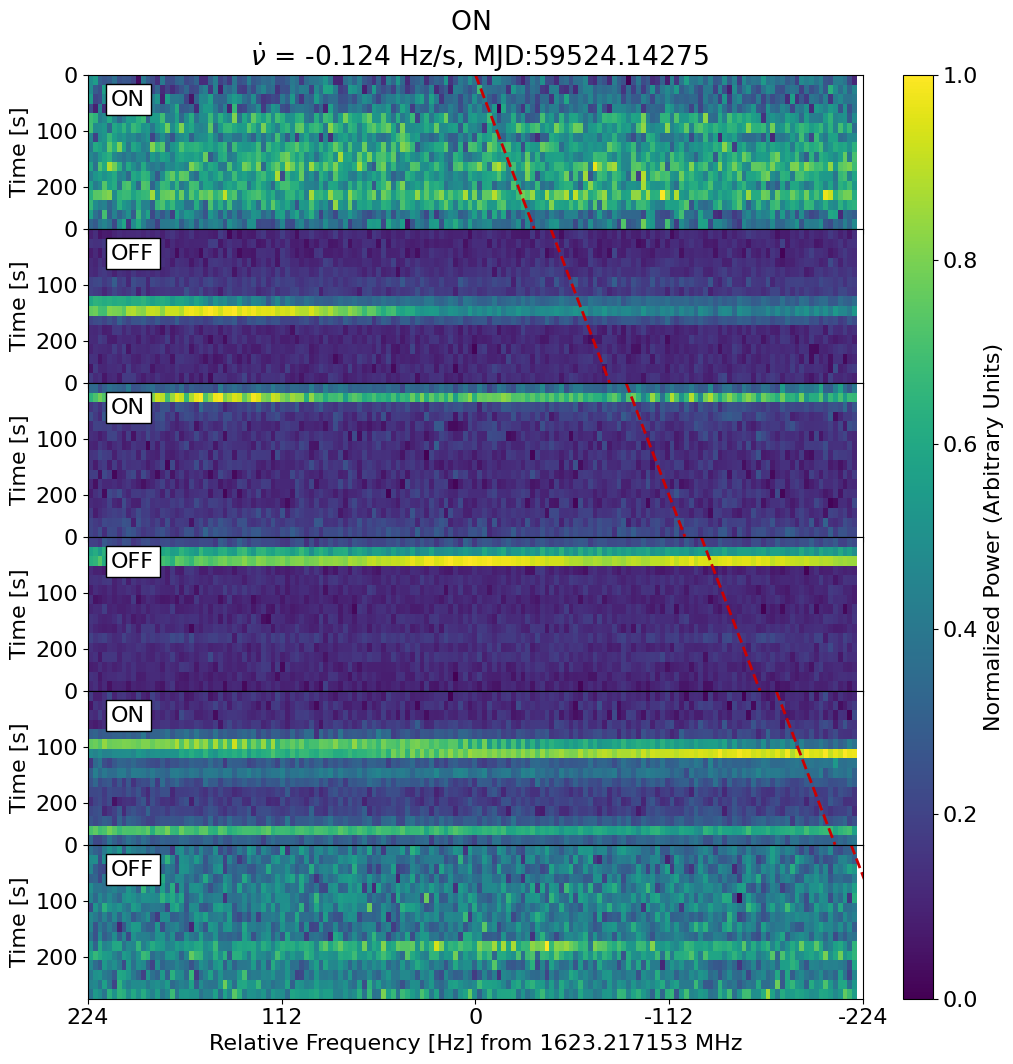 ON
ν̇ = -0.124 Hz/s, MJD:59524.14275
0
100
200
Time [s]
ON
0
100
200
Time [s]
OFF
0
100
200
Time [s]
ON
0
100
200
Time [s]
OFF
0
100
200
Time [s]
ON
0
100
200
Time [s]
OFF
224 112 0 -112 -224
Relative Frequency [Hz] from 1623.217153 MHz
1.0
0.8
0.6
0.4
0.2
0.0
Normalized Power (Arbitrary Units)